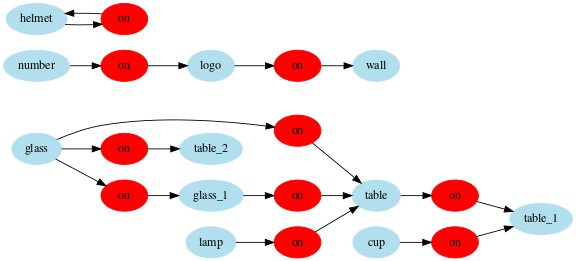 helmet on
number on logo on wall
on
glass on table_2
on glass_1 on table on
table_1
lamp on cup on